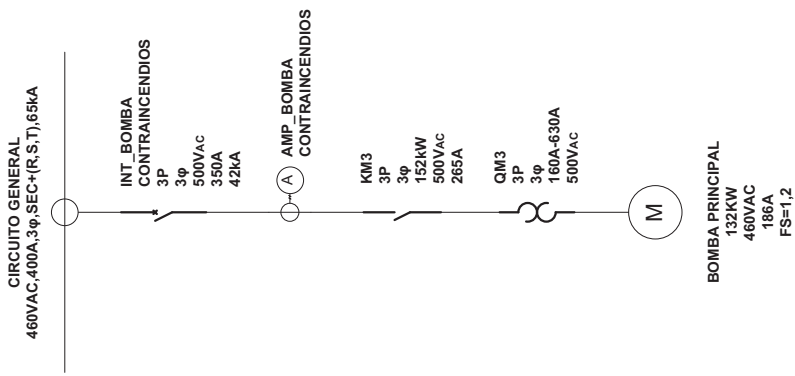 CIRCUITO GENERAL
460VAC,400A,3φ,SEC+(R,S,T),65kA
INT_BOMBA
CONTRAINCENDIOS
3P
3φ
500VAC
350A
42kA
A
AMP_BOMBA
CONTRAINCENDIOS
KM3
3P
3φ
152kW
500VAC
265A
QM3
3P
3φ
160A-630A
500VAC
M
BOMBA PRINCIPAL
132KW
460VAC
186A
FS=1,2